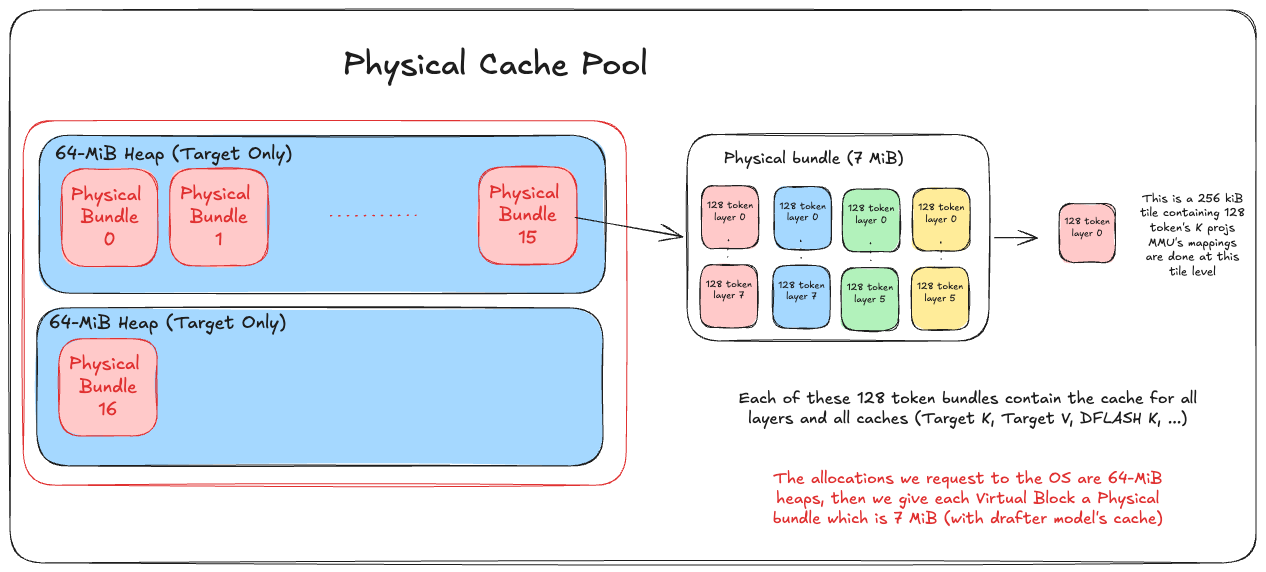 Physical Cache Pool
64-MiB Heap (Target Only)
Physical
Bundle
0
Physical
Bundle
1
Physical
Bundle
15
64-MiB Heap (Target Only)
Physical
Bundle
16
Physical bundle (7 MiB)
128 token
layer 0
128 token
layer 0
128 token
layer 0
128 token
layer 0
128 token
layer 7
128 token
layer 7
128 token
layer 5
128 token
layer 5
128 token
layer 0
This is a 256 kiB
tile containing 128
token's K projs
MMU's mappings
are done at this
tile level
Each of these 128 token bundles contain the cache for all
layers and all caches (Target K, Target V, DFLASH K, ...)
The allocations we request to the OS are 64-MiB
heaps, then we give each Virtual Block a Physical
bundle which is 7 MiB (with drafter model's cache)